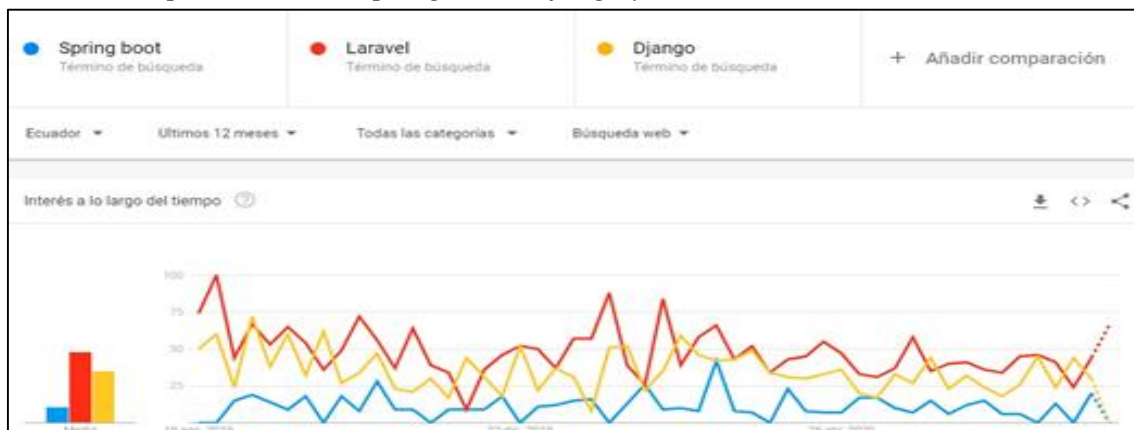 Spring boot
Término de búsqueda
Laravel
Término de búsqueda
Django
Término de búsqueda
+ Añadir comparación
Ecuador
Ultimos 12 meses
Todas las categorías
Búsqueda web
Interés a lo largo del tiempo
100
75
50
25